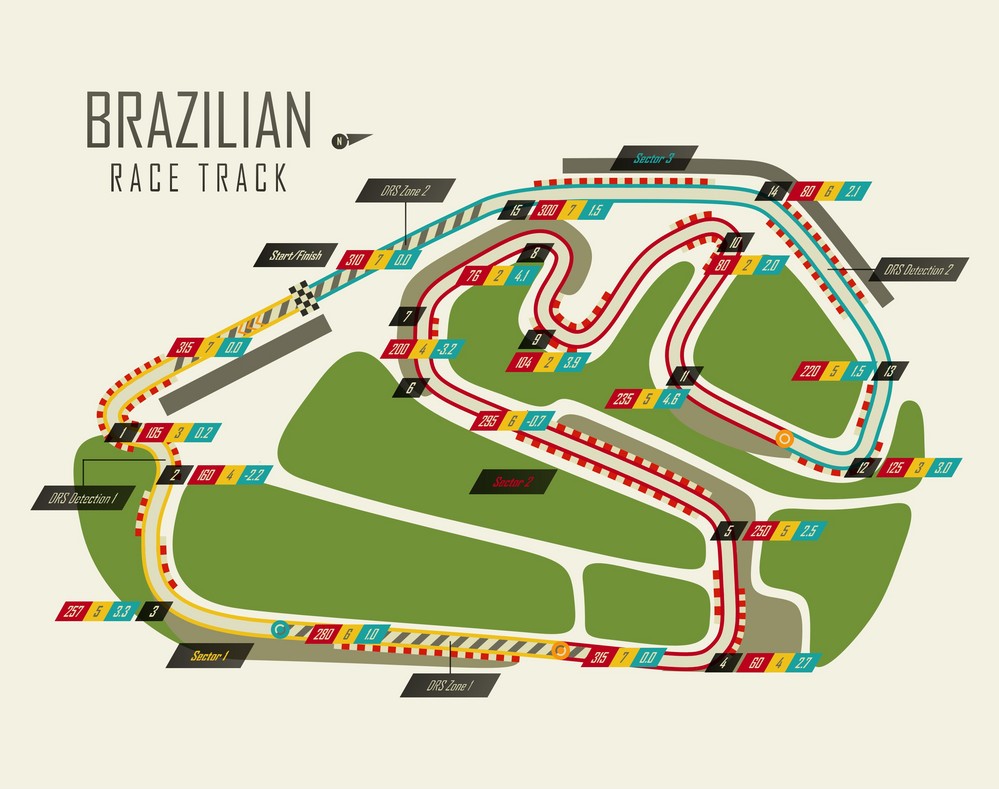 BRAZILIAN
RACE TRACK
N
Sector 3
DRS Zone 2
14 80 6 2.1
15 300 7 1.5
10
80 2 2.0
8
76 2 4.1
Start/Finish
310 7 0.0
DRS Detection 2
7
315 7 0.0
200 4 -3.2
9
104 2 3.9
220 5 1.5 13
11
235 5 4.6
6
295 6 -0.7
1 105 3 0.2
2 160 4 -2.2
12 125 3 3.0
Sector 2
DRS Detection 1
5 250 5 2.5
257 5 3.3 3
280 6 1.0
Sector 1
315 7 0.0
4 60 4 2.7
DRS Zone 1